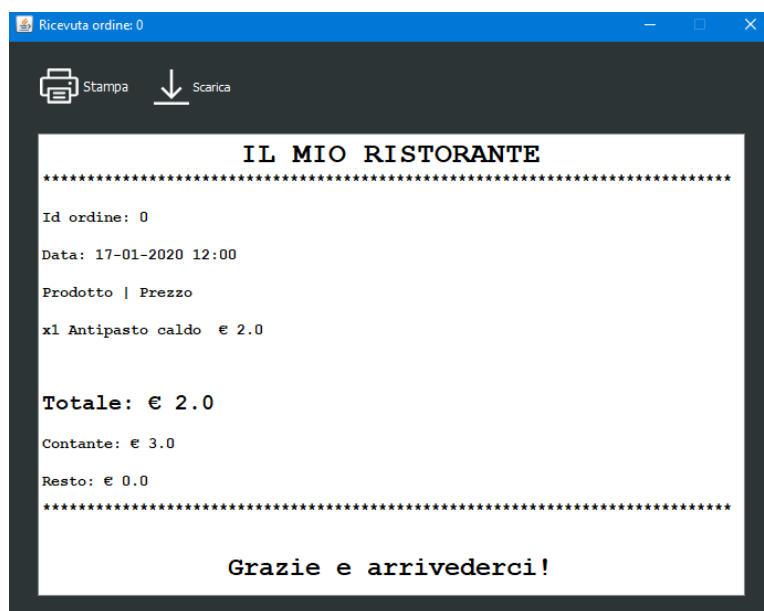 Ricevuta ordine: 0
Stampa Scarica
IL MIO RISTORANTE
******************************************************************************
Id ordine: 0
Data: 17-01-2020 12:00
Prodotto | Prezzo
x1 Antipasto caldo € 2.0
Totale: € 2.0
Contante: € 3.0
Resto: € 0.0
******************************************************************************
Grazie e arrivederci!